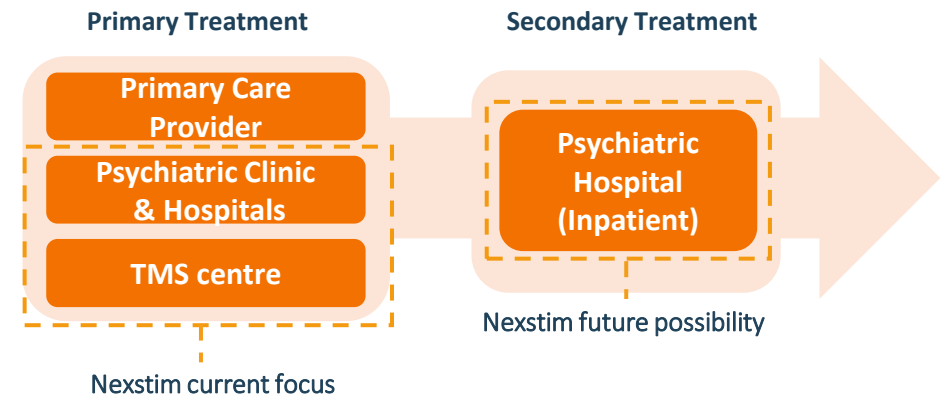 Primary Treatment
Secondary Treatment
Primary Care
Provider
Psychiatric Clinic
& Hospitals
TMS centre
Psychiatric
Hospital
(Inpatient)
Nexstim future possibility
Nexstim current focus